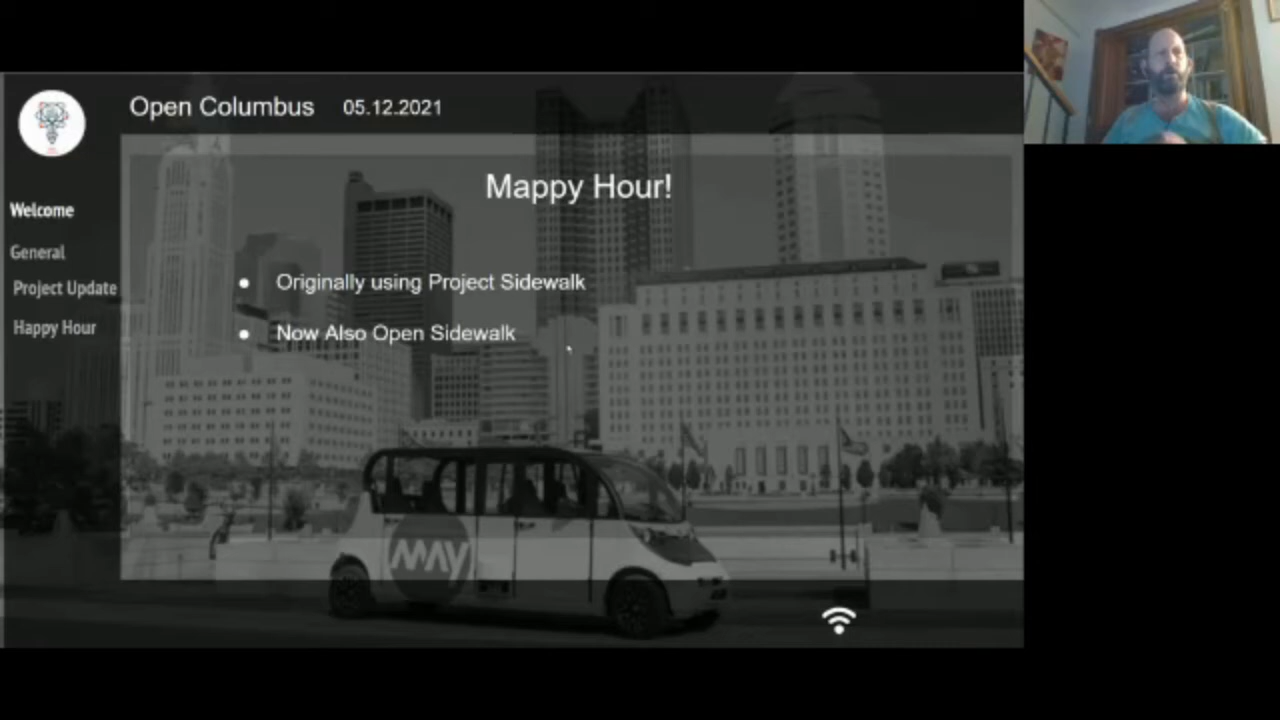 Open Columbus 05.12.2021
Mappy Hour!
Welcome
General
Project Update
Happy Hour
Originally using Project Sidewalk
Now Also Open Sidewalk
MAY